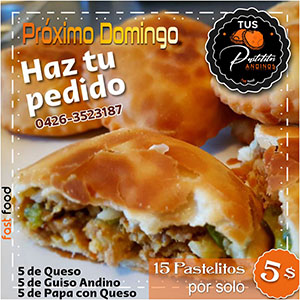 Próximo Domingo
TUS
Pastelitos
ANDINOS
Haz tu
pedido
0426-3523187
fast food
5 de Queso
5 de Guiso Andino
5 de Papa con Queso
15 Pastelitos
por solo
5$